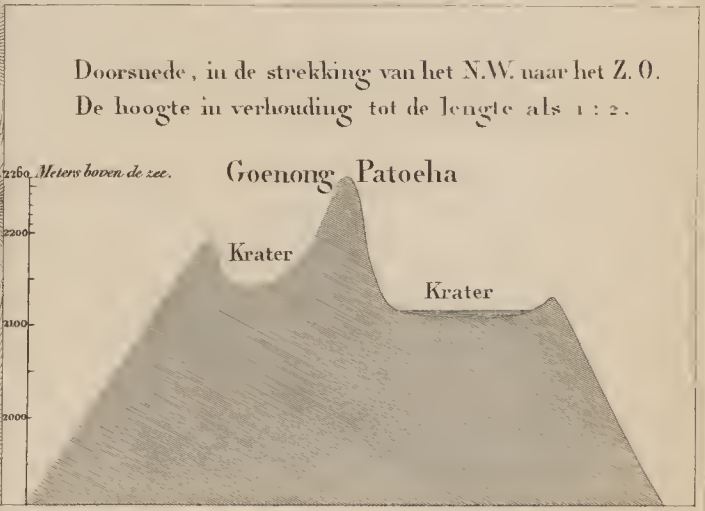 Doorsnede, in de strekking van het N.W. naar het Z.O.
De hoogte in verhouding tot de lengte als 1 : 2.
2260 Meters boven de zee.
Goenong Patoeha
2200
Krater
Krater
2100
2000